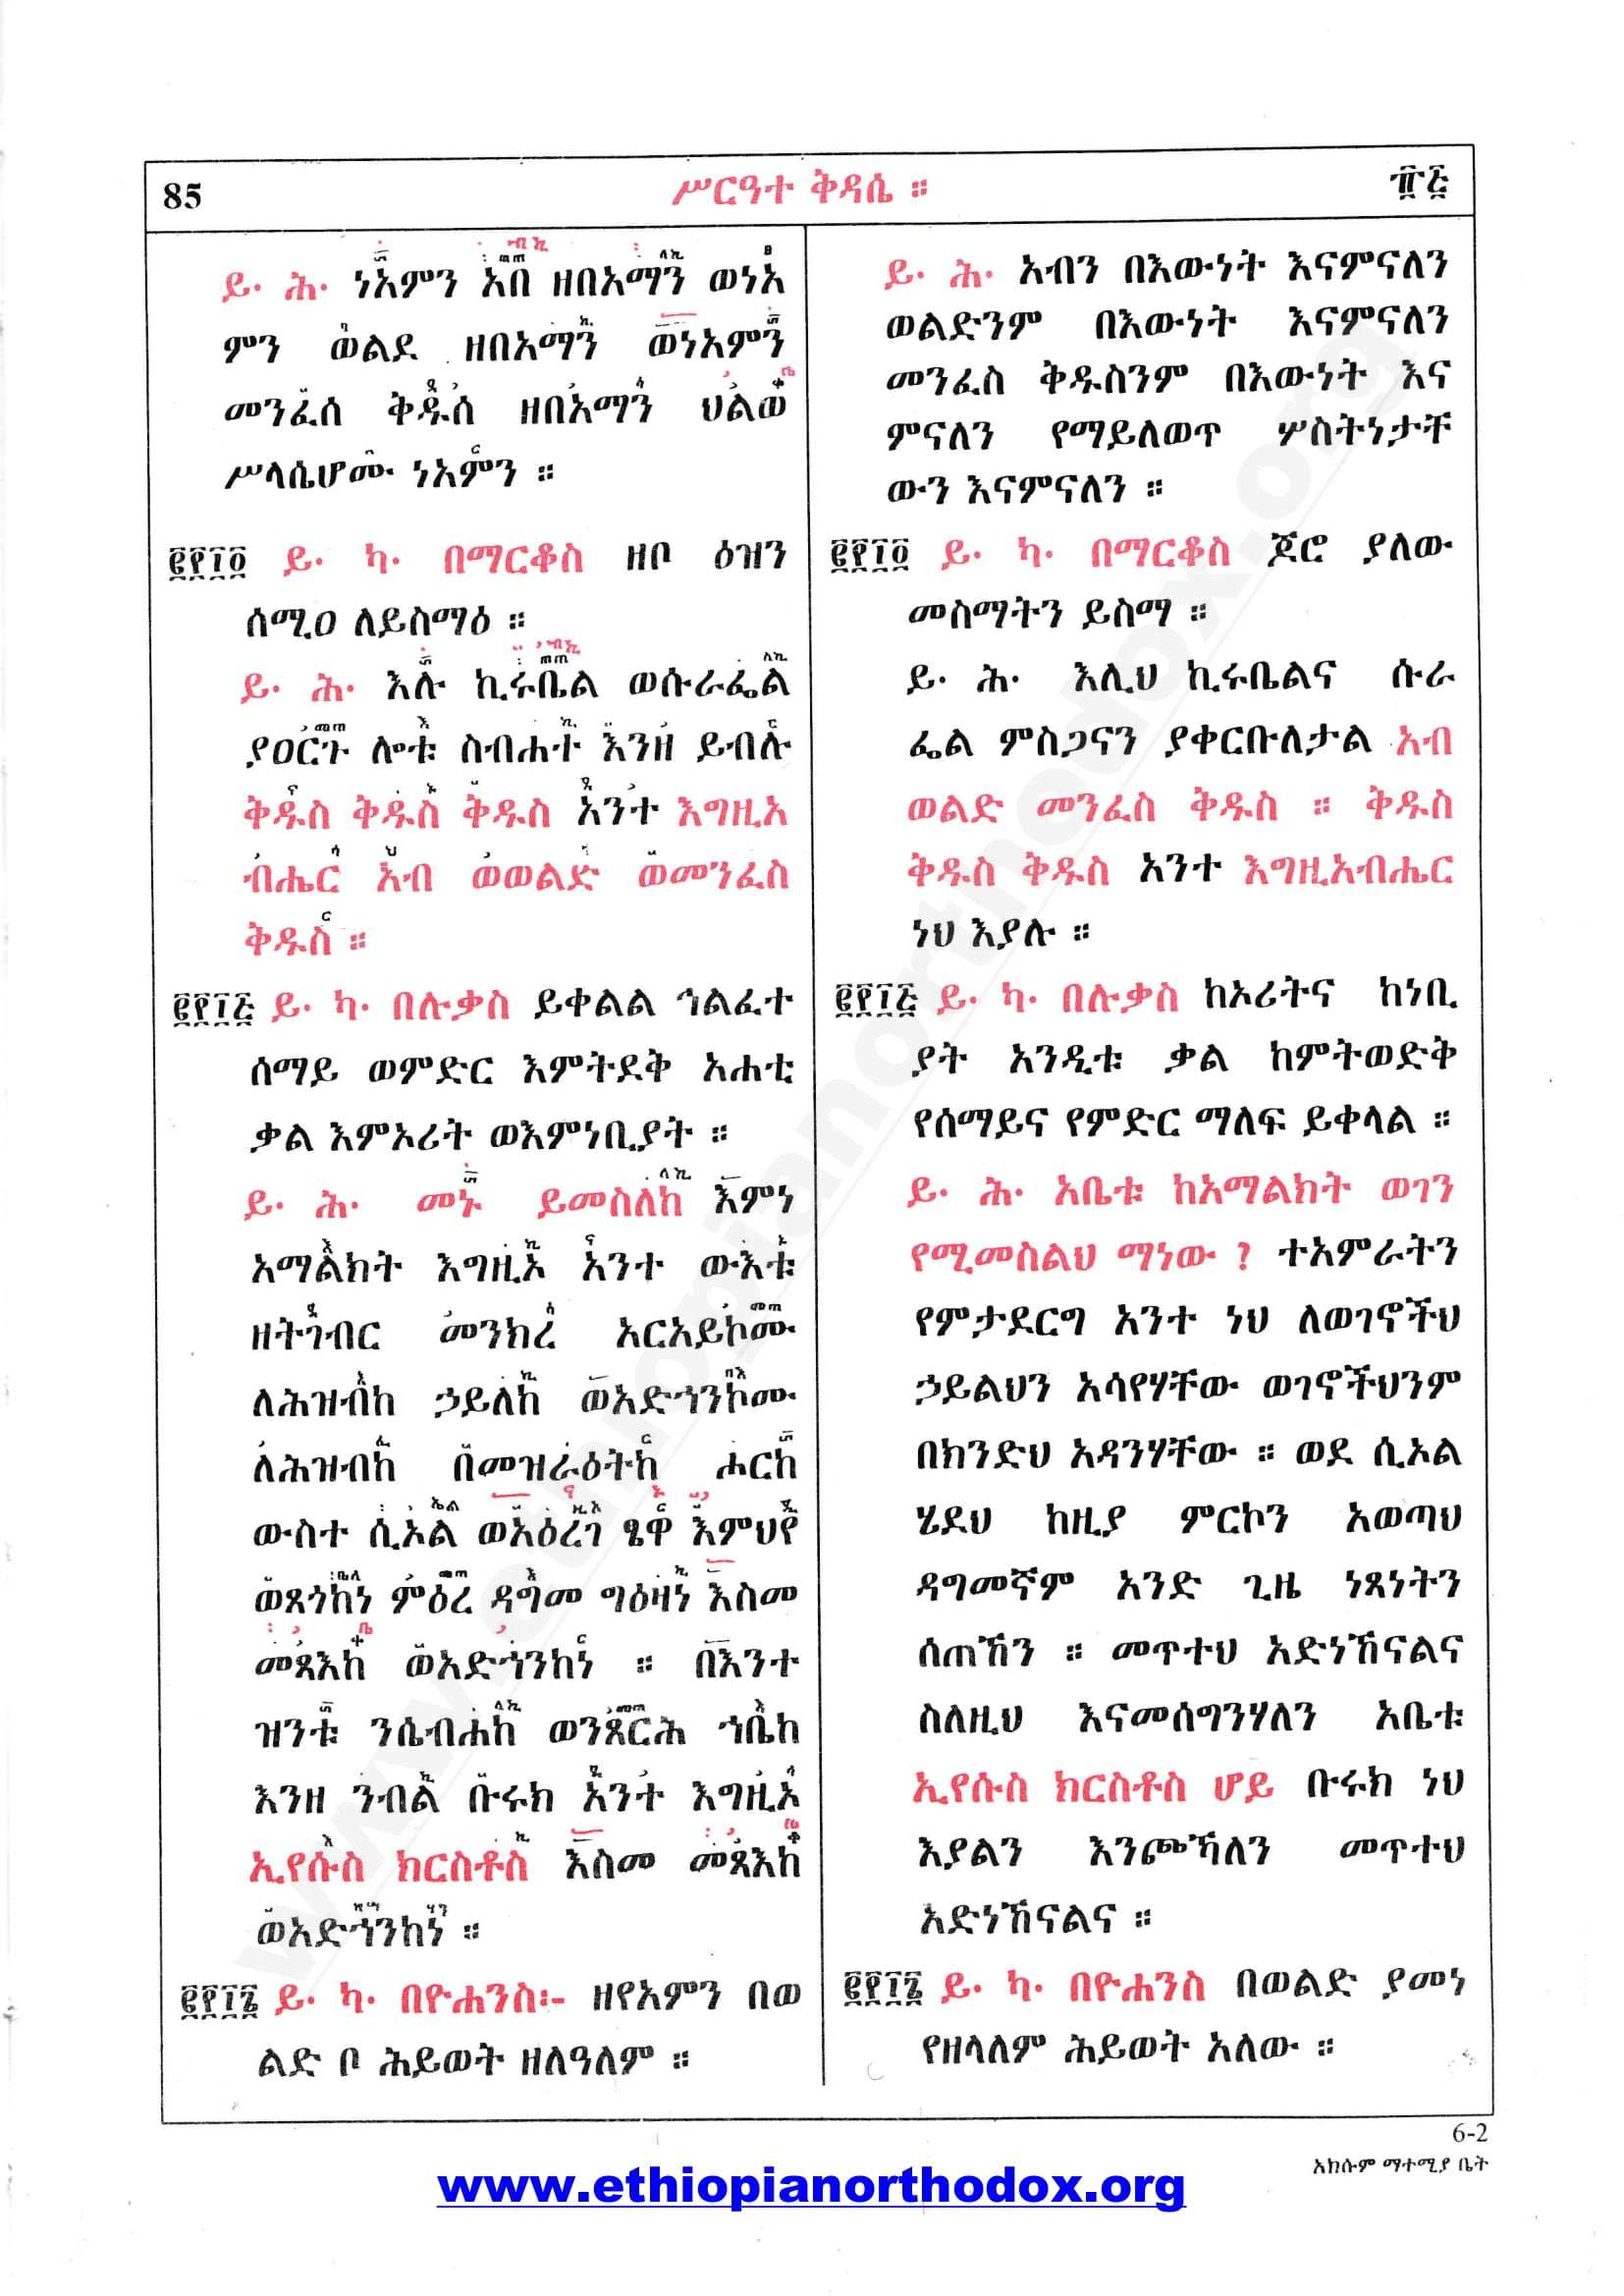 85 ሥርዓተ ቅዳሴ ። ፹፭
ይ· ሕ· ነአምን አበ ዘበአማን ወነአ
ምን ወልደ ዘበአማን ወነአምን
መንፈሰ ቅዱሰ ዘበአማን ህልወ
ሥላሴሆሙ ነአምን ።
፪፻፲፬ ይ· ካ· በማርቆስ ዘቦ ዕዝን
ሰሚዐ ለይስማዕ ።
ይ· ሕ· እሉ ኪሩቤል ወሱራፌል
ያዐርጉ ሎቱ ስብሐተ እንዘ ይብሉ
ቅዱስ ቅዱስ ቅዱስ አንተ እግዚአ
ብሔር አብ ወወልድ ወመንፈስ
ቅዱስ ።
፪፻፲፭ ይ· ካ· በሉቃስ ይቀልል ኀልፈተ
ሰማይ ወምድር እምትደቅ አሐቲ
ቃል እምኦሪት ወእምነቢያት ።
ይ· ሕ· መኑ ይመስለከ እምነ
አማልክት እግዚኦ አንተ ውእቱ
ዘትገብር መንክረ አርአይኮሙ
ለሕዝብከ ኃይለከ ወአድኀንኮሙ
ለሕዝብከ በመዝራዕትከ ሖርከ
ውስተ ሲኦል ወአዕረገ ፄዋ እምህየ
ወጸጎከነ ምዕረ ዳግመ ግዕዛነ እስመ
መጻእከ ወአድኀንከነ ። በእንተ
ዝንቱ ንሴብሐከ ወንጸርሕ ኀቤከ
እንዘ ንብል ቡሩክ አንተ እግዚኦ
ኢየሱስ ክርስቶስ እስመ መጻእከ
ወአድኀንከነ ።
፪፻፲፮ ይ· ካ· በዮሐንስ፡- ዘየአምን በወ
ልድ ቦ ሕይወት ዘለዓለም ።
ይ· ሕ· አብን በእውነት እናምናለን
ወልድንም በእውነት እናምናለን
መንፈስ ቅዱስንም በእውነት እና
ምናለን የማይለወጥ ሦስትነታቸ
ውን እናምናለን ።
፪፻፲፬ ይ· ካ· በማርቆስ ጆሮ ያለው
መስማትን ይስማ ።
ይ· ሕ· እሊህ ኪሩቤልና ሱራ
ፌል ምስጋናን ያቀርቡለታል አብ
ወልድ መንፈስ ቅዱስ ። ቅዱስ
ቅዱስ ቅዱስ አንተ እግዚአብሔር
ነህ እያሉ ።
፪፻፲፭ ይ· ካ· በሉቃስ ከኦሪትና ከነቢ
ያት አንዲቱ ቃል ከምትወድቅ
የሰማይና የምድር ማለፍ ይቀላል ።
ይ· ሕ· አቤቱ ከአማልክት ወገን
የሚመስልህ ማነው ? ተአምራትን
የምታደርግ አንተ ነህ ለወገኖችህ
ኃይልህን አሳየሃቸው ወገኖችህንም
በክንድህ አዳንሃቸው ። ወደ ሲኦል
ሄደህ ከዚያ ምርኮን አወጣህ
ዳግመኛም አንድ ጊዜ ነጻነትን
ሰጠኸን ። መጥተህ አድነኸናልና
ስለዚህ እናመሰግንሃለን አቤቱ
ኢየሱስ ክርስቶስ ሆይ ቡሩክ ነህ
እያልን እንጮኻለን መጥተህ
አድነኸናልና ።
፪፻፲፮ ይ· ካ· በዮሐንስ በወልድ ያመነ
የዘላለም ሕይወት አለው ።
6-2
አክሱም ማተሚያ ቤት
www.ethiopianorthodox.org